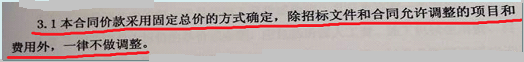 3.1 本合同价款采用固定总价的方式确定，除招标文件和合同允许调整的项目和
费用外，一律不做调整。